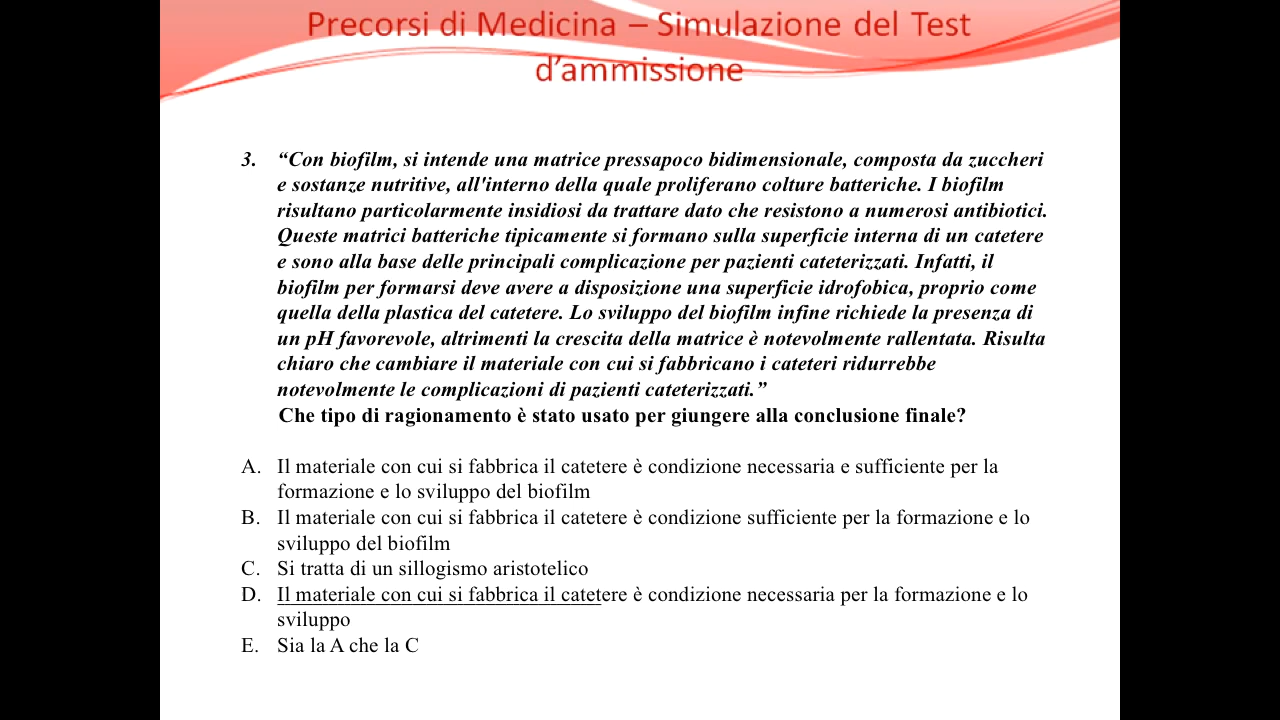 Precorsi di Medicina – Simulazione del Test
d'ammissione
3. “Con biofilm, si intende una matrice pressapoco bidimensionale, composta da zuccheri
e sostanze nutritive, all'interno della quale proliferano colture batteriche. I biofilm
risultano particolarmente insidiosi da trattare dato che resistono a numerosi antibiotici.
Queste matrici batteriche tipicamente si formano sulla superficie interna di un catetere
e sono alla base delle principali complicazione per pazienti cateterizzati. Infatti, il
biofilm per formarsi deve avere a disposizione una superficie idrofobica, proprio come
quella della plastica del catetere. Lo sviluppo del biofilm infine richiede la presenza di
un pH favorevole, altrimenti la crescita della matrice è notevolmente rallentata. Risulta
chiaro che cambiare il materiale con cui si fabbricano i cateteri ridurrebbe
notevolmente le complicazioni di pazienti cateterizzati.”
Che tipo di ragionamento è stato usato per giungere alla conclusione finale?
A. Il materiale con cui si fabbrica il catetere è condizione necessaria e sufficiente per la
formazione e lo sviluppo del biofilm
B. Il materiale con cui si fabbrica il catetere è condizione sufficiente per la formazione e lo
sviluppo del biofilm
C. Si tratta di un sillogismo aristotelico
D. Il materiale con cui si fabbrica il catetere è condizione necessaria per la formazione e lo
sviluppo
E. Sia la A che la C